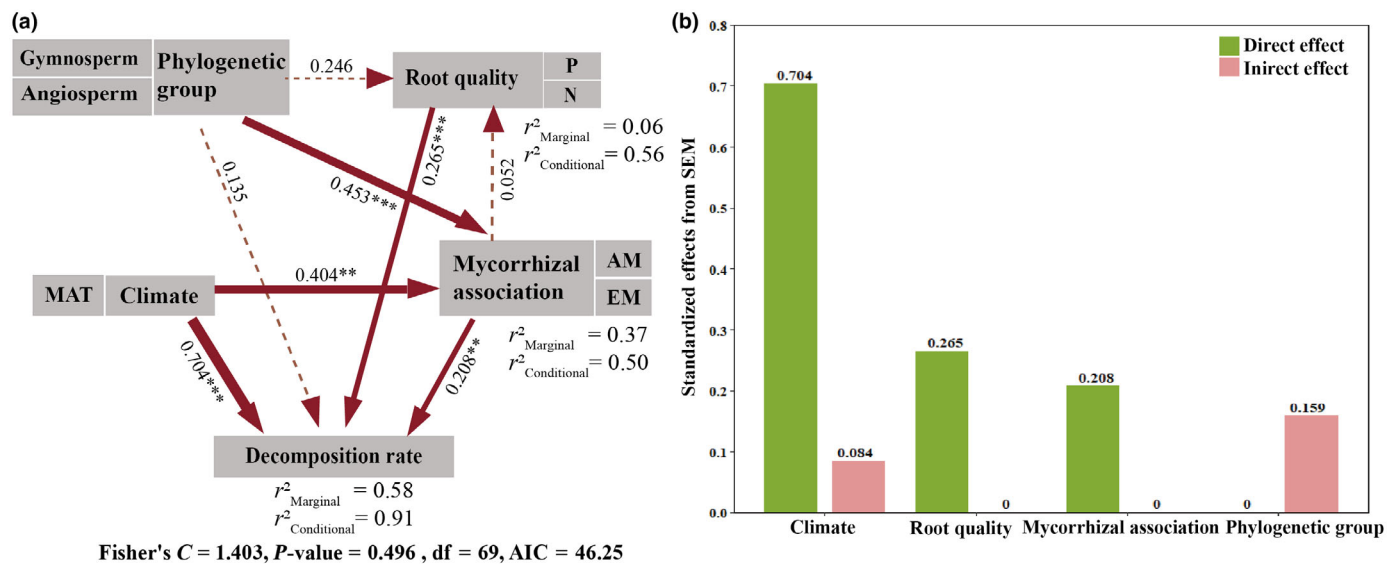 (a)
Gymnosperm
Angiosperm
Phylogenetic
group
0.246
Root quality
P
N
r²Marginal = 0.06
r²Conditional = 0.56
0.265***
0.052
0.453***
0.135
MAT
Climate
0.404**
Mycorrhizal
association
AM
EM
r²Marginal = 0.37
r²Conditional = 0.50
0.704***
0.208**
Decomposition rate
r²Marginal = 0.58
r²Conditional = 0.91
Fisher's C = 1.403, P-value = 0.496 , df = 69, AIC = 46.25
(b)
Standardized effects from SEM
0.8
0.7
0.6
0.5
0.4
0.3
0.2
0.1
0.0
Direct effect
Inirect effect
0.704
0.084
0.265
0
0.208
0
0
0.159
Climate
Root quality
Mycorrhizal association
Phylogenetic group